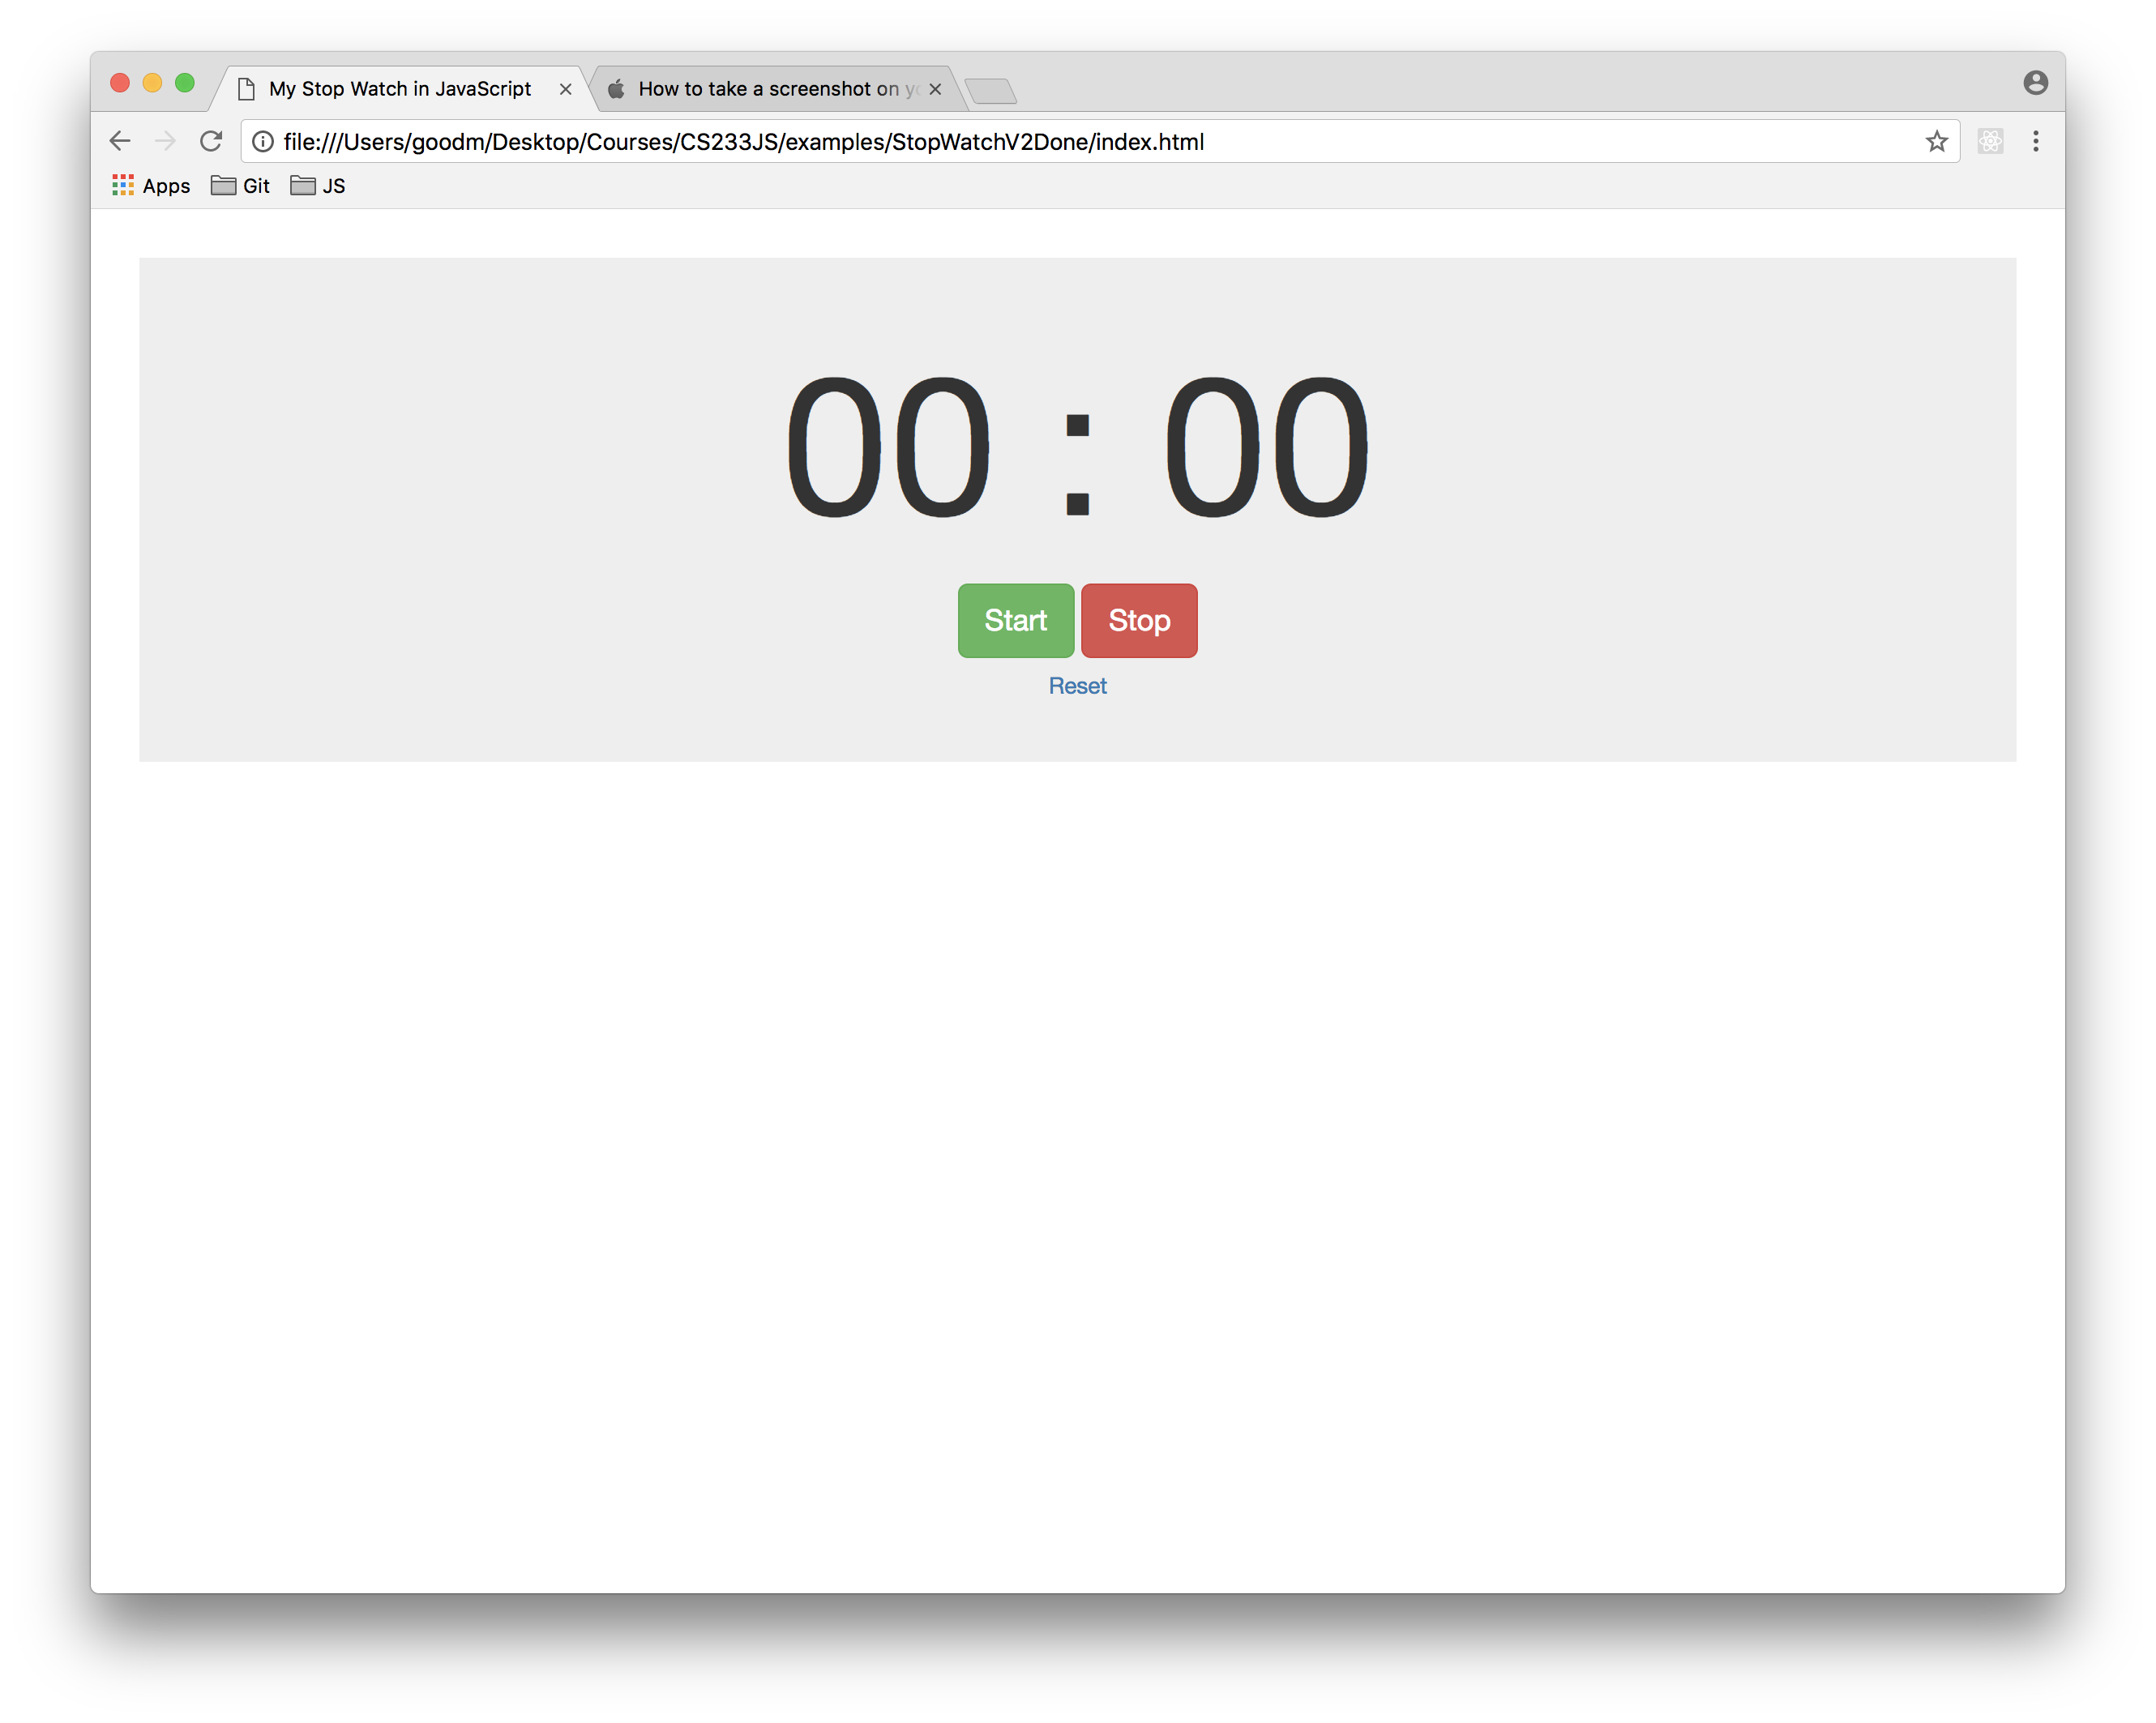 My Stop Watch in JavaScript
How to take a screenshot on
file:///Users/goodm/Desktop/Courses/CS233JS/examples/StopWatchV2Done/index.html
Apps Git JS
00 : 00
Start Stop
Reset